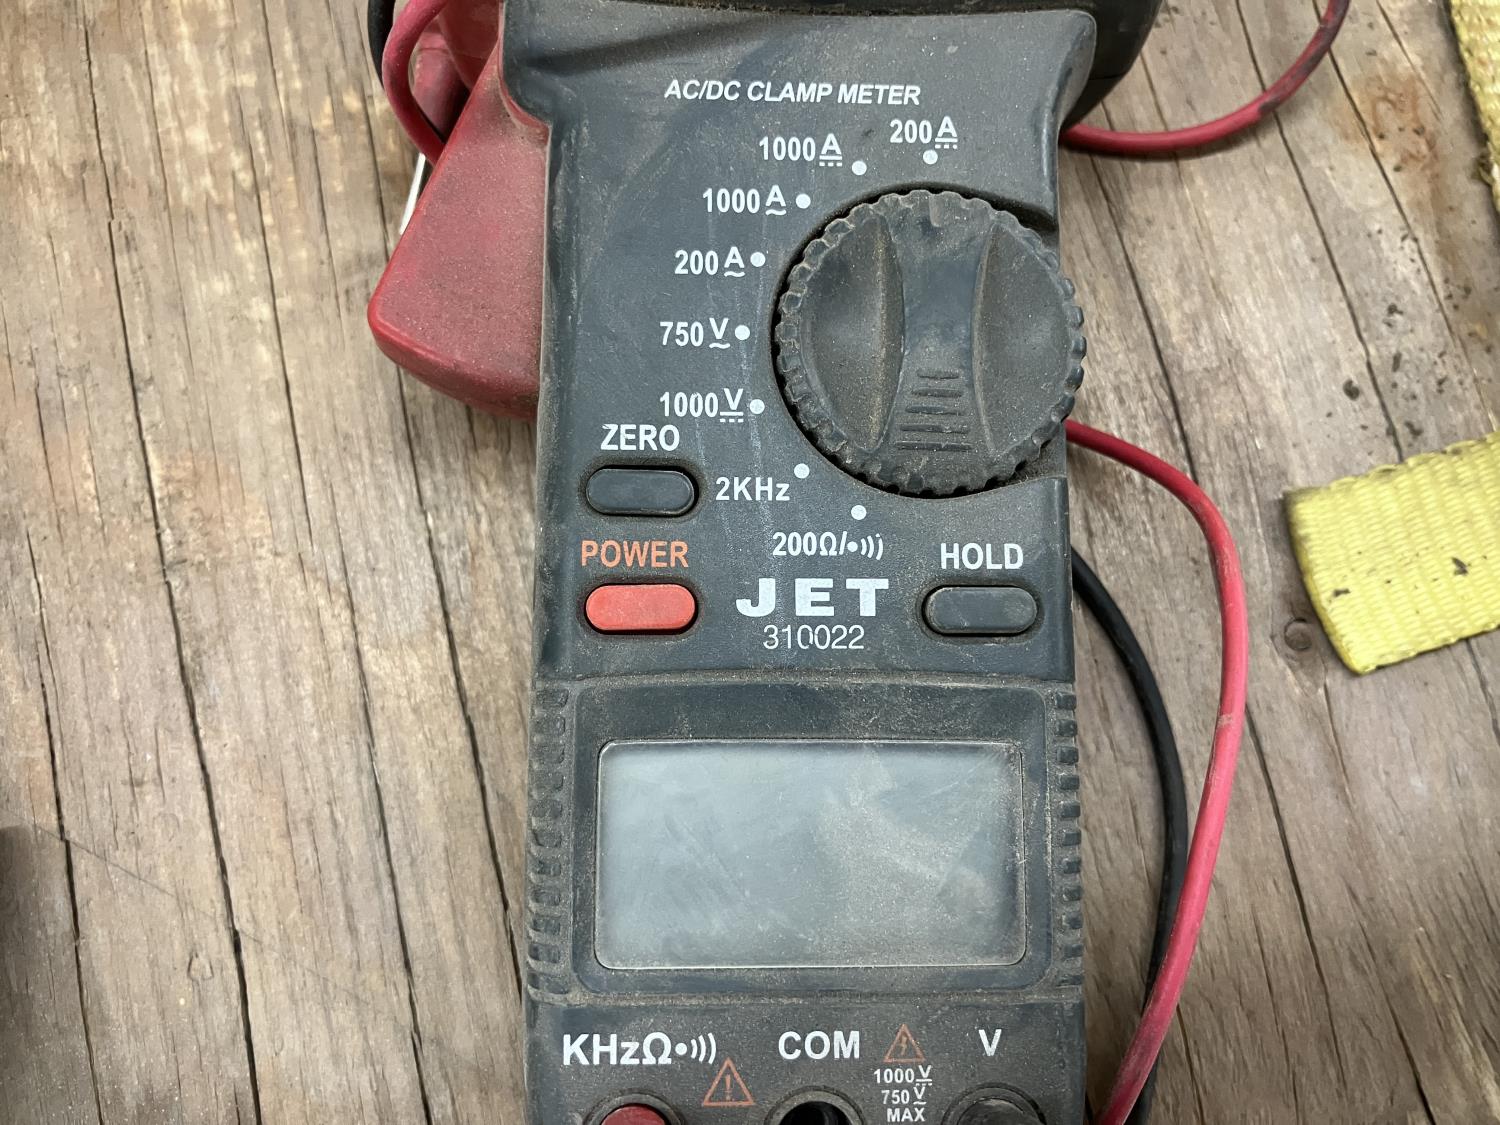 AC/DC CLAMP METER
200A⎓
1000A⎓
1000A~
200A~
750V~
1000V⎓
ZERO
2KHz
200Ω/•)))
POWER
HOLD
JET
310022
KHzΩ•)))
COM
V
1000V⎓
750V~
MAX